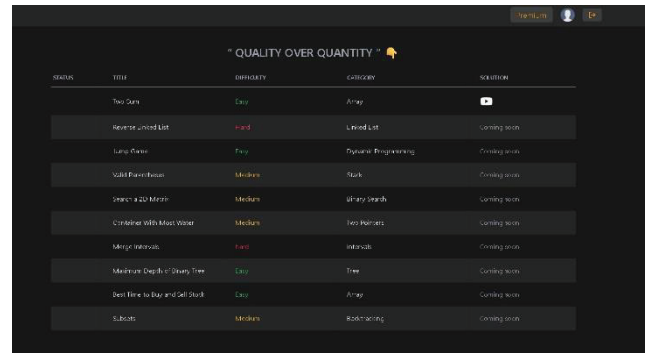 Premium
" QUALITY OVER QUANTITY " 👇
STATUS TITLE DIFFICULTY CATEGORY SOLUTION
Two Sum Easy Array
Reverse Linked List Hard Linked List Coming soon
Jump Game Easy Dynamic Programming Coming soon
Valid Parentheses Medium Stack Coming soon
Search a 2D Matrix Medium Binary Search Coming soon
Container With Most Water Medium Two Pointers Coming soon
Merge Intervals Hard Intervals Coming soon
Maximum Depth of Binary Tree Easy Tree Coming soon
Best Time to Buy and Sell Stock Easy Array Coming soon
Subsets Medium Backtracking Coming soon